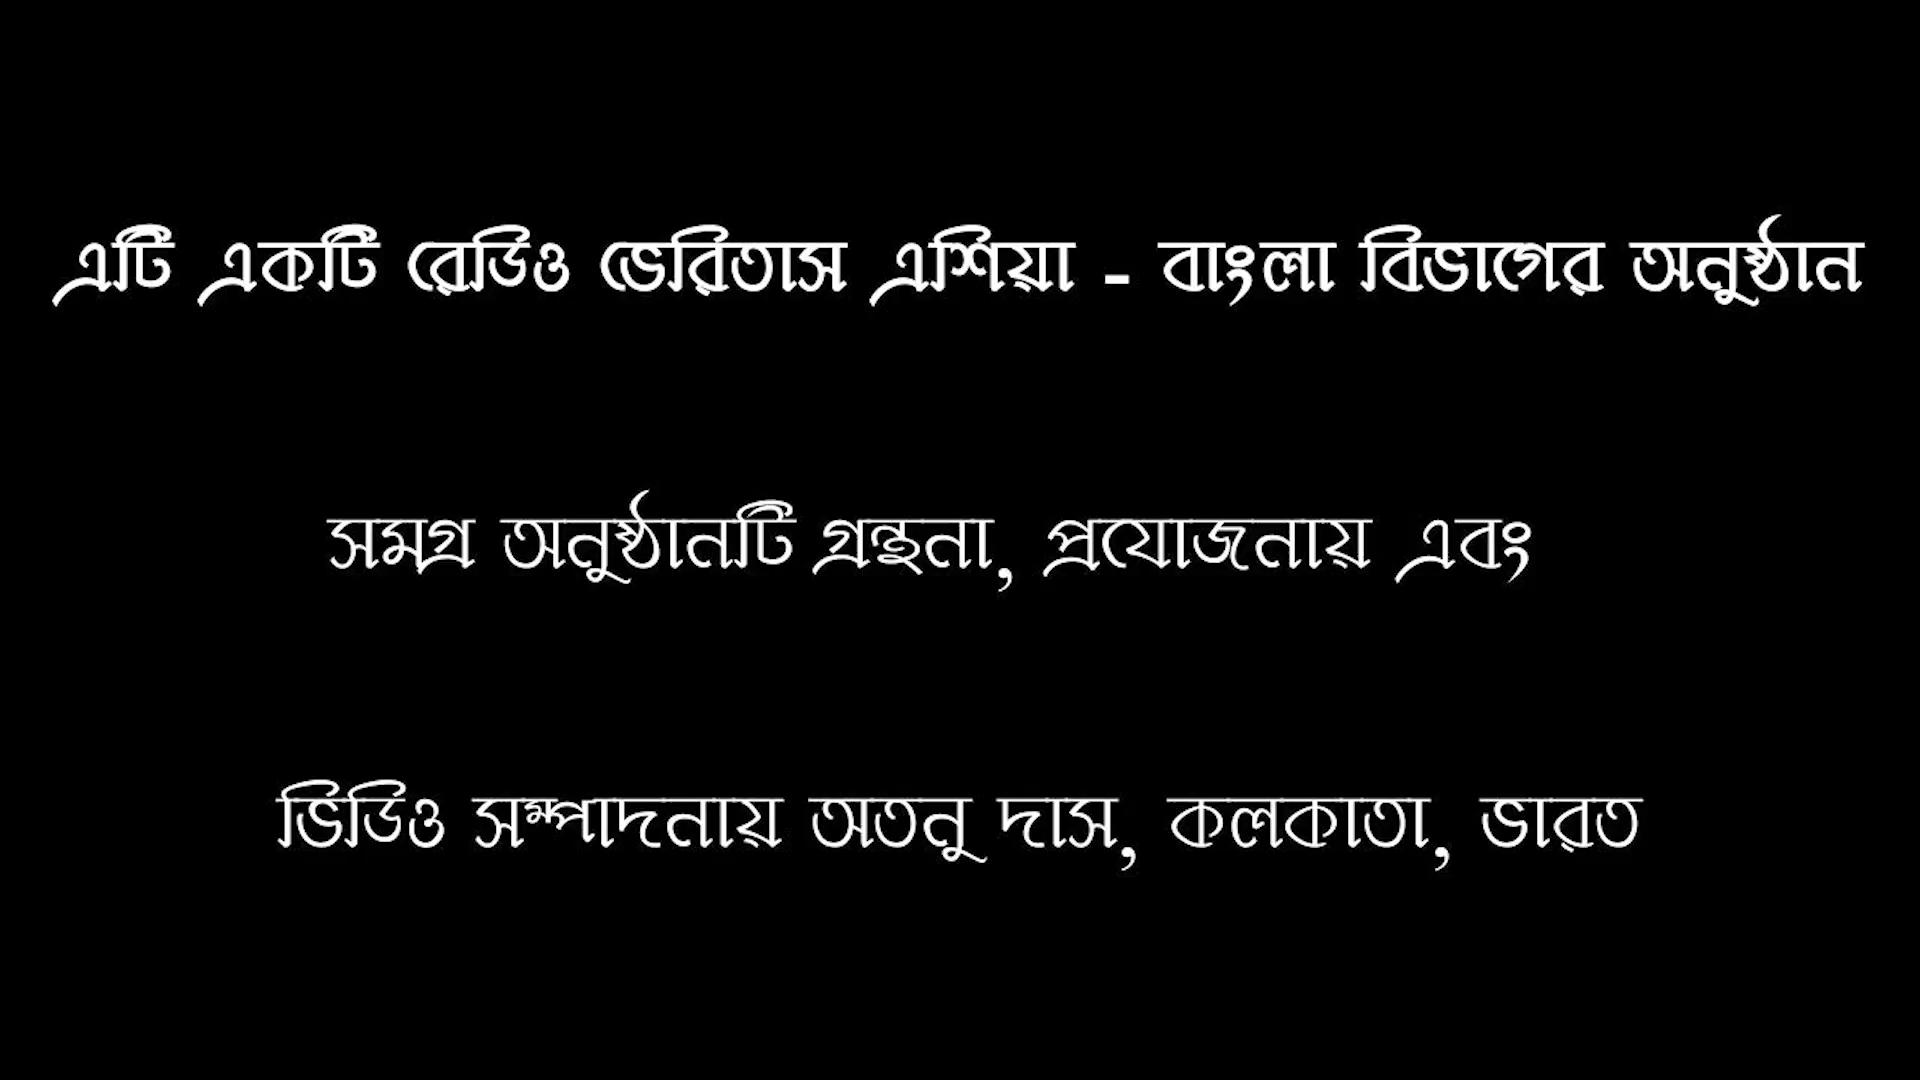 এটি একটি রেডিও ভেরিতাস এশিয়া - বাংলা বিভাগের অনুষ্ঠান
সমগ্র অনুষ্ঠানটি গ্রন্থনা, প্রযোজনায় এবং
ভিডিও সম্পাদনায় অতনু দাস, কলকাতা, ভারত